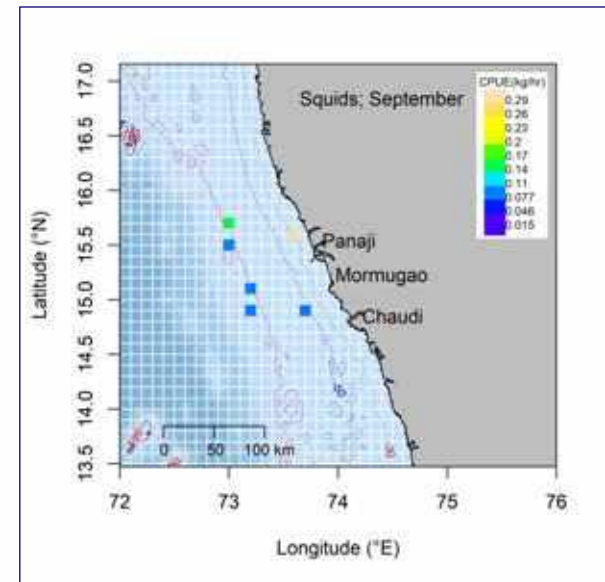 Squids; September
CPUE(kg/hr)
0.29
0.26
0.23
0.2
0.17
0.14
0.11
0.077
0.046
0.015
Panaji
Mormugao
Chaudi
0 50 100 km
17.0
16.5
16.0
15.5
15.0
14.5
14.0
13.5
Latitude (°N)
72 73 74 75 76
Longitude (°E)